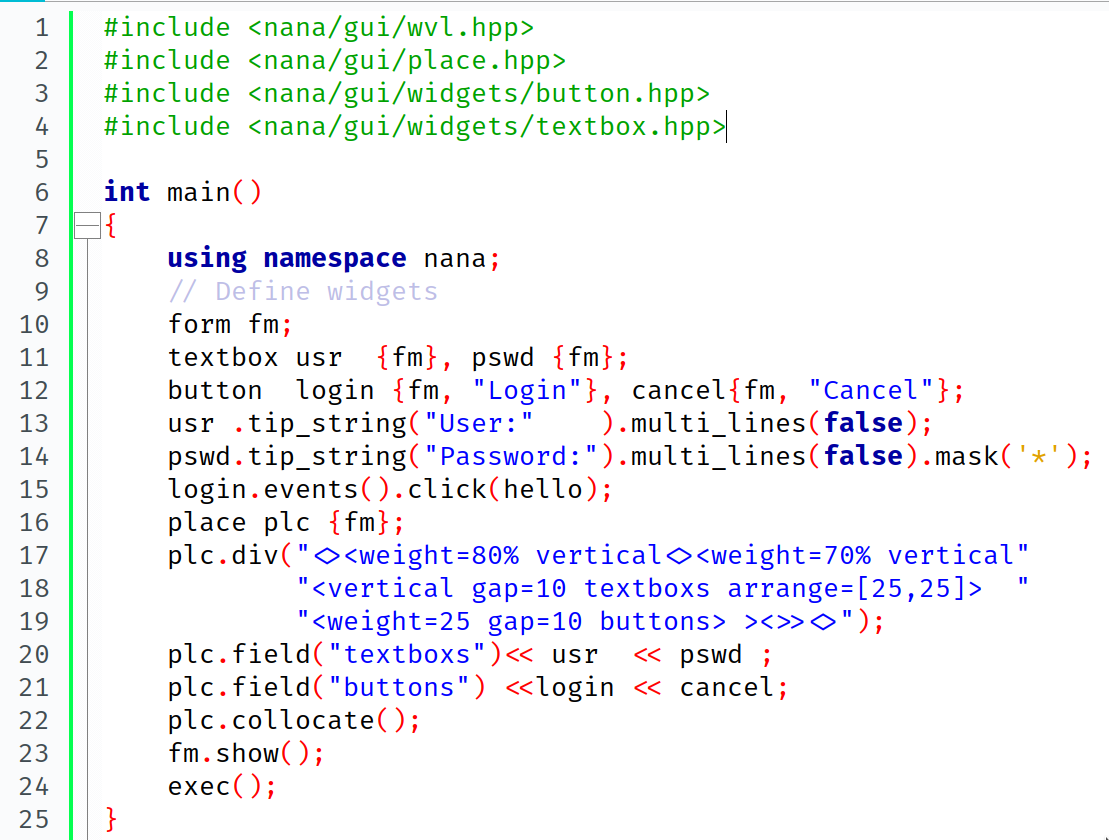 1 #include <nana/gui/wvl.hpp>
2 #include <nana/gui/place.hpp>
3 #include <nana/gui/widgets/button.hpp>
4 #include <nana/gui/widgets/textbox.hpp>
5
6 int main()
7 {
8     using namespace nana;
9     // Define widgets
10     form fm;
11     textbox usr  {fm}, pswd {fm};
12     button  login {fm, "Login"}, cancel{fm, "Cancel"};
13     usr .tip_string("User:"    ).multi_lines(false);
14     pswd.tip_string("Password:").multi_lines(false).mask('*');
15     login.events().click(hello);
16     place plc {fm};
17     plc.div("<><weight=80% vertical<><weight=70% vertical"
18             "<vertical gap=10 textboxs arrange=[25,25]>  "
19             "<weight=25 gap=10 buttons> ><>><>");
20     plc.field("textboxs")<< usr  << pswd ;
21     plc.field("buttons") <<login << cancel;
22     plc.collocate();
23     fm.show();
24     exec();
25 }